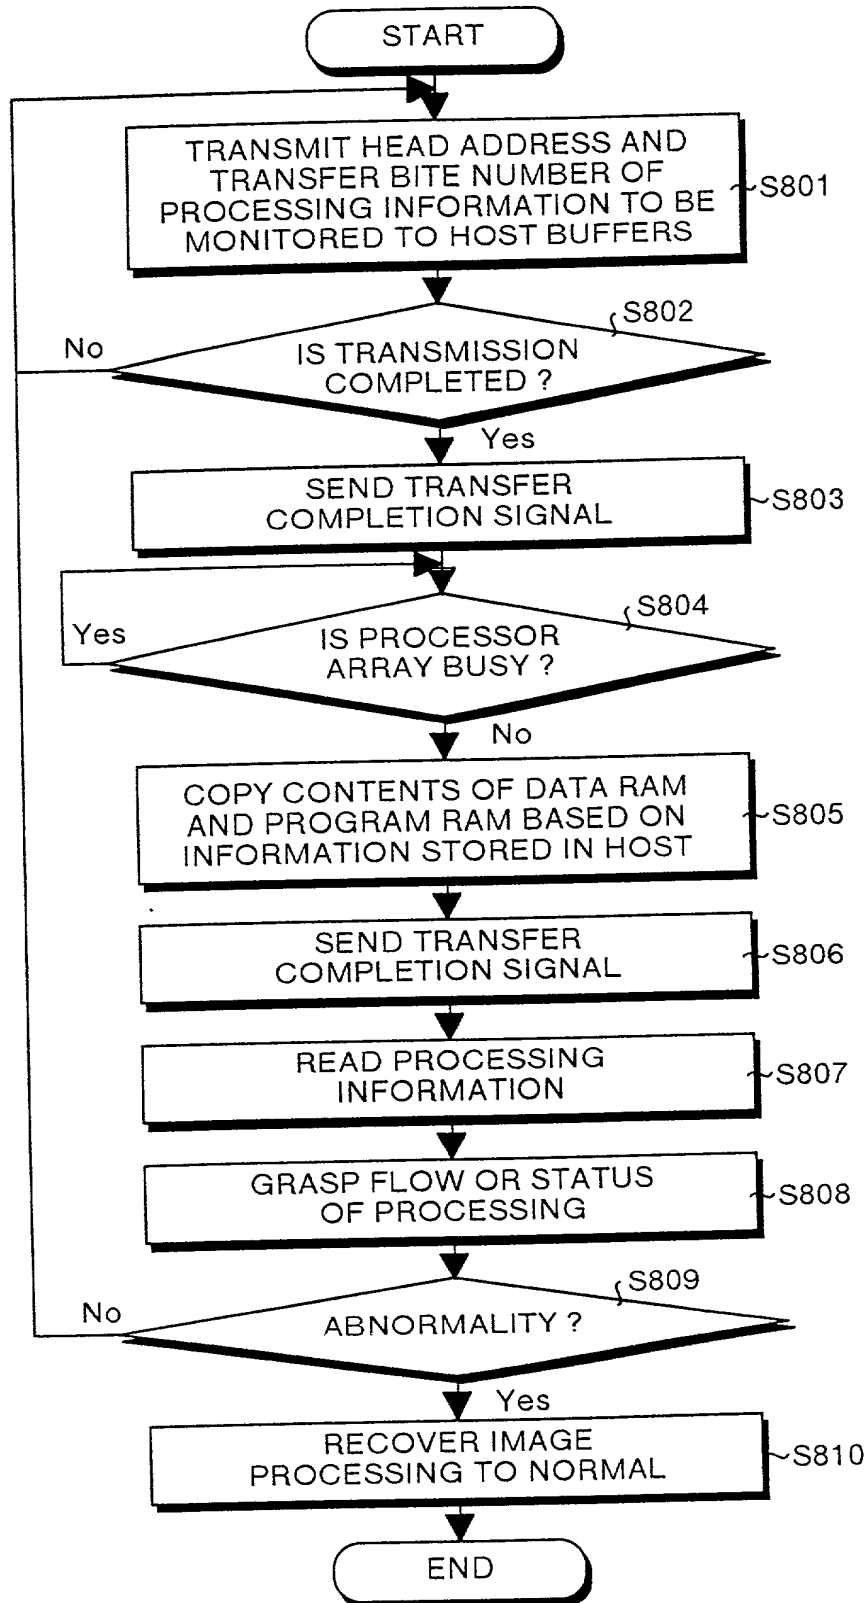 START
TRANSMIT HEAD ADDRESS AND
TRANSFER BITE NUMBER OF
PROCESSING INFORMATION TO BE
MONITORED TO HOST BUFFERS
S801
S802
No
IS TRANSMISSION
COMPLETED ?
Yes
SEND TRANSFER
COMPLETION SIGNAL
S803
S804
Yes
IS PROCESSOR
ARRAY BUSY ?
No
COPY CONTENTS OF DATA RAM
AND PROGRAM RAM BASED ON
INFORMATION STORED IN HOST
S805
SEND TRANSFER
COMPLETION SIGNAL
S806
READ PROCESSING
INFORMATION
S807
GRASP FLOW OR STATUS
OF PROCESSING
S808
S809
No
ABNORMALITY ?
Yes
RECOVER IMAGE
PROCESSING TO NORMAL
S810
END